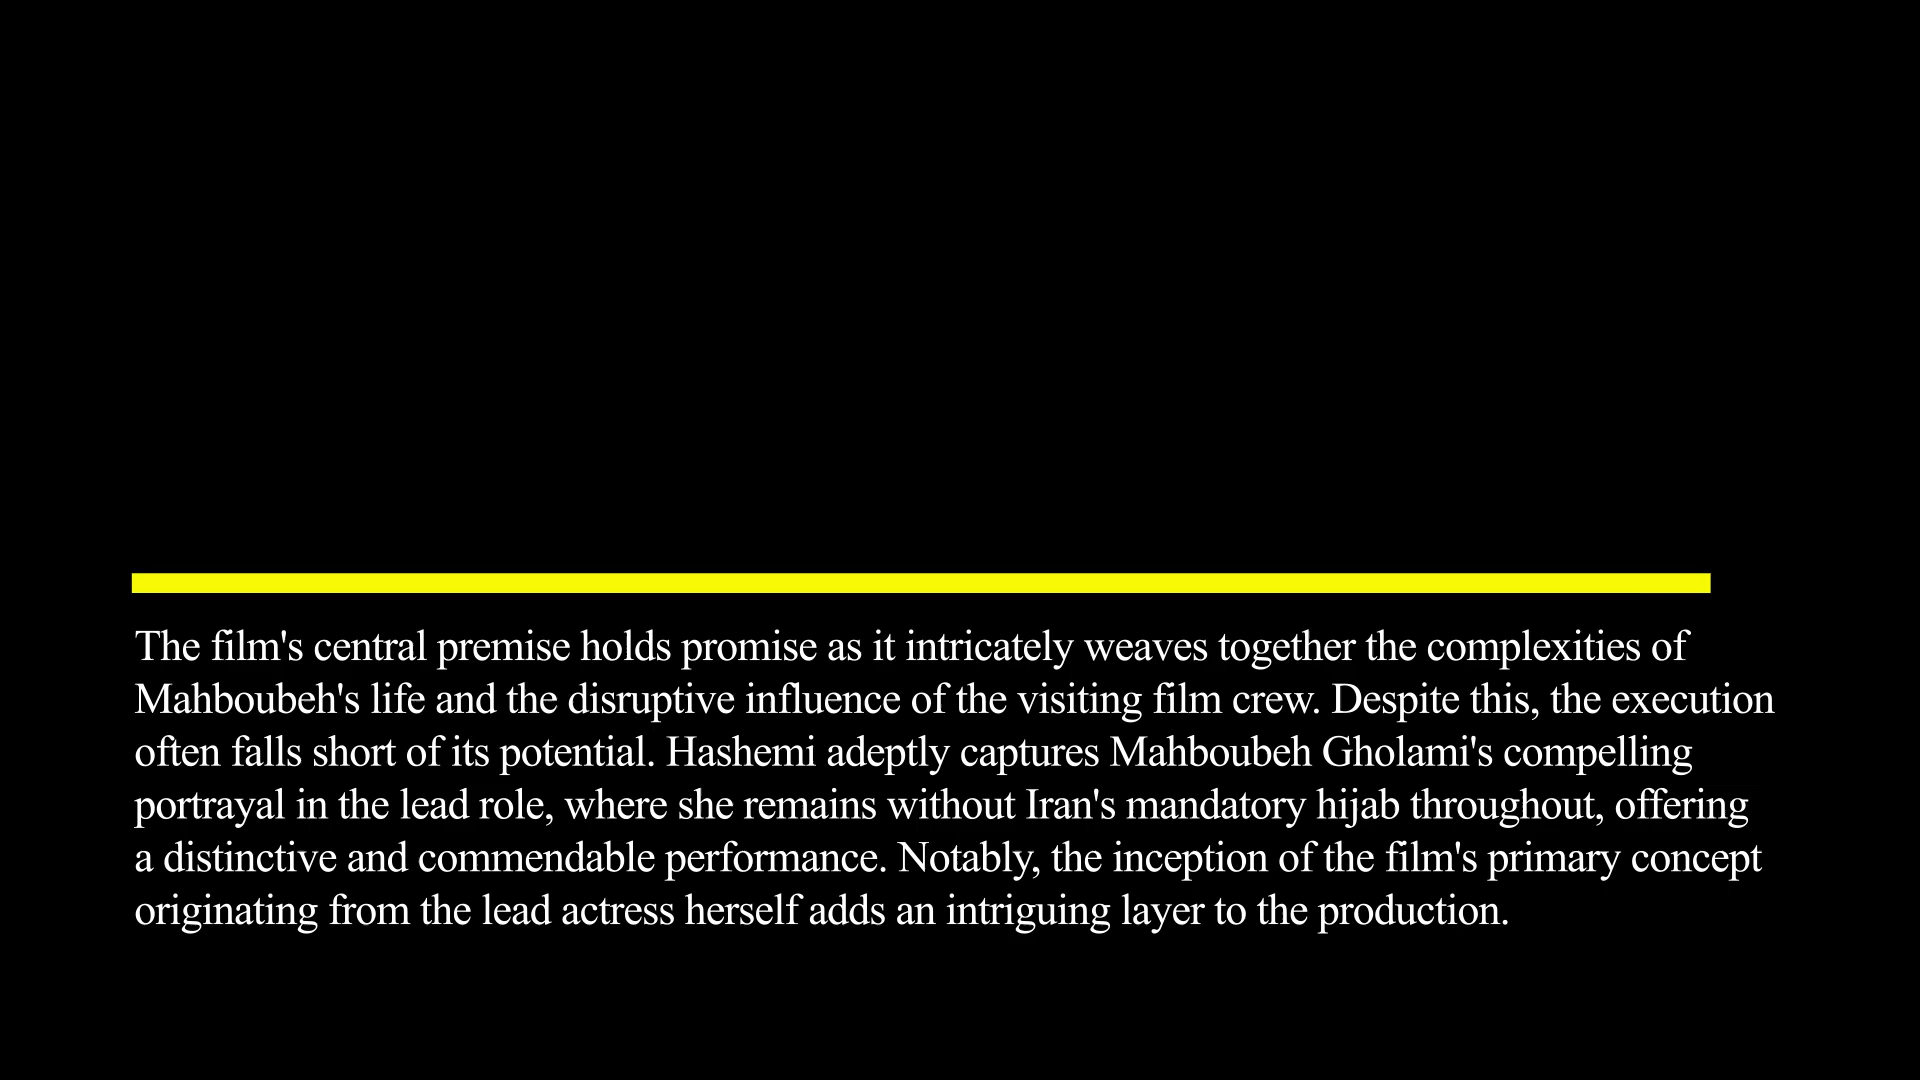 The film's central premise holds promise as it intricately weaves together the complexities of
Mahboubeh's life and the disruptive influence of the visiting film crew. Despite this, the execution
often falls short of its potential. Hashemi adeptly captures Mahboubeh Gholami's compelling
portrayal in the lead role, where she remains without Iran's mandatory hijab throughout, offering
a distinctive and commendable performance. Notably, the inception of the film's primary concept
originating from the lead actress herself adds an intriguing layer to the production.